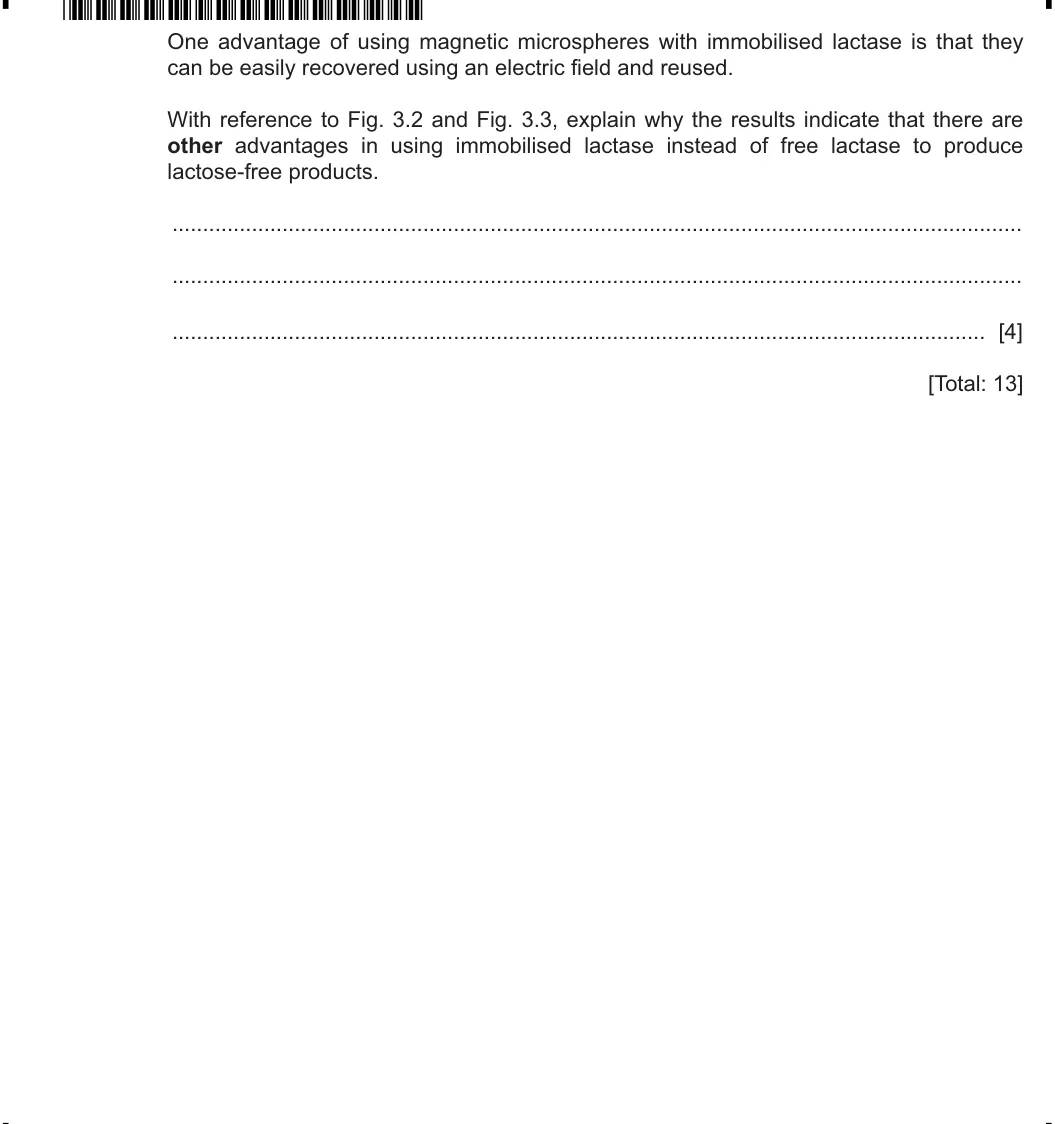 One advantage of using magnetic microspheres with immobilised lactase is that they
can be easily recovered using an electric field and reused.
With reference to Fig. 3.2 and Fig. 3.3, explain why the results indicate that there are
other advantages in using immobilised lactase instead of free lactase to produce
lactose-free products.
..........................................................................................................................................
..........................................................................................................................................
.................................................................................................................................... [4]
[Total: 13]